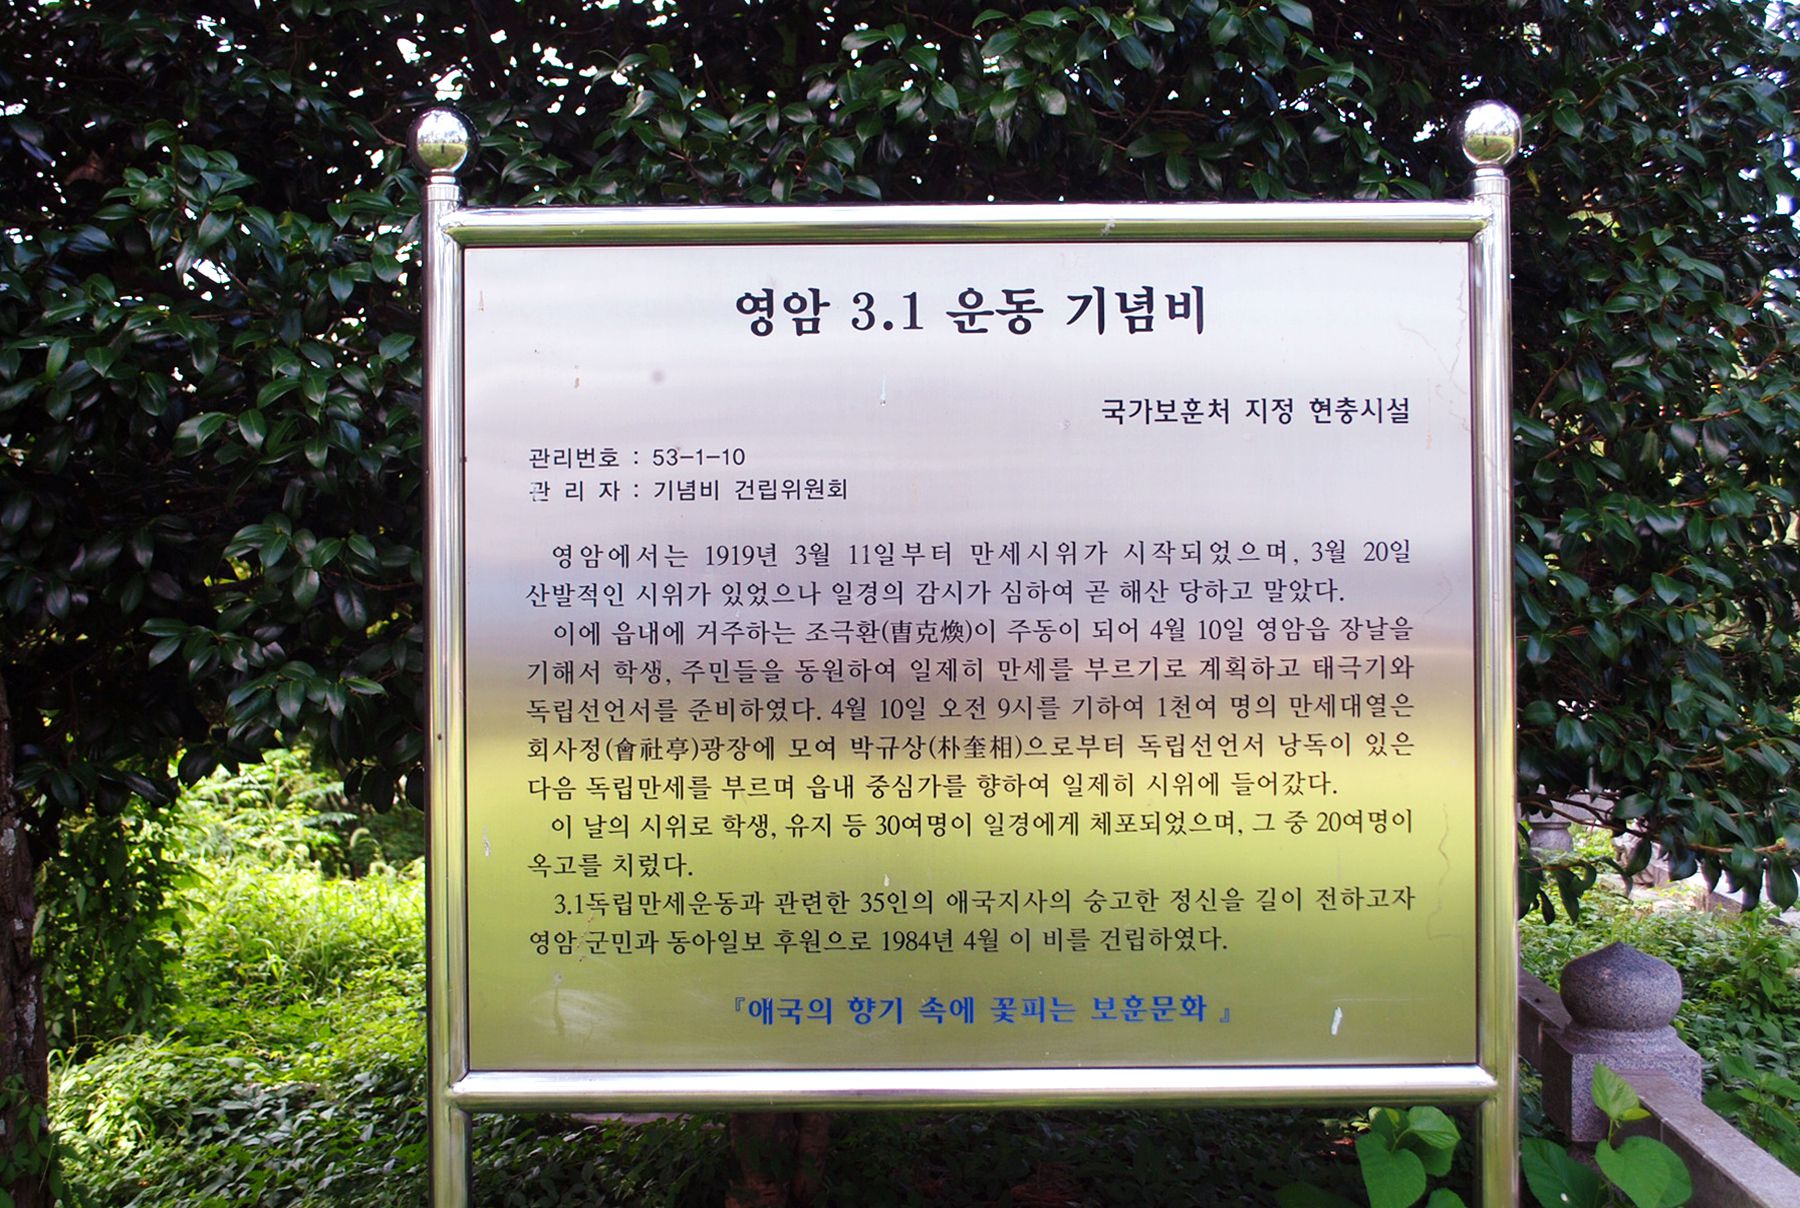 영암 3.1 운동 기념비
국가보훈처 지정 현충시설
관리번호 : 53-1-10
관 리 자 : 기념비 건립위원회
영암에서는 1919년 3월 11일부터 만세시위가 시작되었으며, 3월 20일
산발적인 시위가 있었으나 일경의 감시가 심하여 곧 해산 당하고 말았다.
이에 읍내에 거주하는 조극환(曺克煥)이 주동이 되어 4월 10일 영암읍 장날을
기해서 학생, 주민들을 동원하여 일제히 만세를 부르기로 계획하고 태극기와
독립선언서를 준비하였다. 4월 10일 오전 9시를 기하여 1천여 명의 만세대열은
회사정(會社亭)광장에 모여 박규상(朴奎相)으로부터 독립선언서 낭독이 있은
다음 독립만세를 부르며 읍내 중심가를 향하여 일제히 시위에 들어갔다.
이 날의 시위로 학생, 유지 등 30여명이 일경에게 체포되었으며, 그 중 20여명이
옥고를 치렀다.
3.1독립만세운동과 관련한 35인의 애국지사의 숭고한 정신을 길이 전하고자
영암 군민과 동아일보 후원으로 1984년 4월 이 비를 건립하였다.
『애국의 향기 속에 꽃피는 보훈문화 』